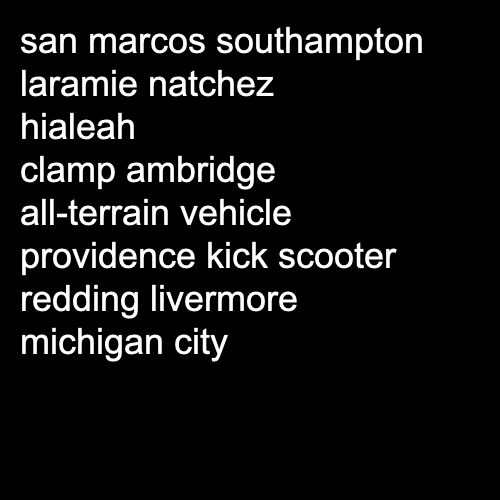 san marcos southampton
laramie natchez
hialeah
clamp ambridge
all-terrain vehicle
providence kick scooter
redding livermore
michigan city